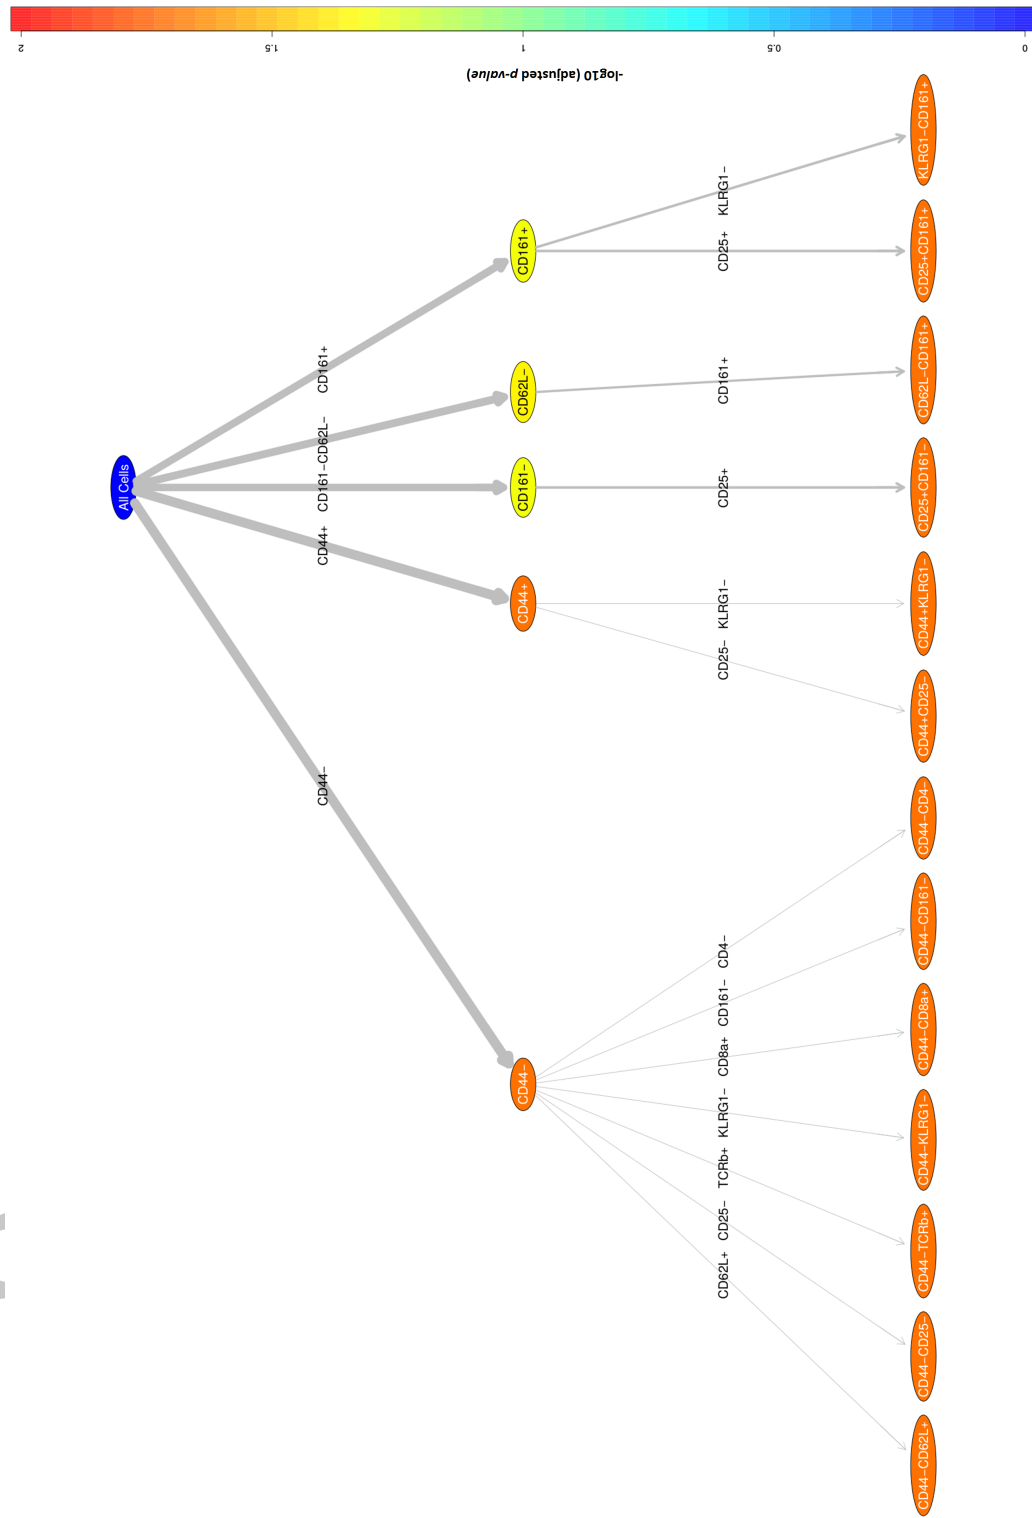 2
1.5
1
0.5
0
-log10 (adjusted p-value)
All Cells
CD44−
CD44+
CD161−
CD62L−
CD161+
CD44−
CD44+
CD161−
CD62L−
CD161+
CD62L+
CD25−
TCRb+
KLRG1−
CD8a+
CD161−
CD4−
CD25−
KLRG1−
CD25+
CD161+
CD25+
KLRG1−
CD44−CD62L+
CD44−CD25−
CD44−TCRb+
CD44−KLRG1−
CD44−CD8a+
CD44−CD161−
CD44−CD4−
CD44+CD25−
CD44+KLRG1−
CD25+CD161−
CD62L−CD161+
CD25+CD161+
KLRG1−CD161+